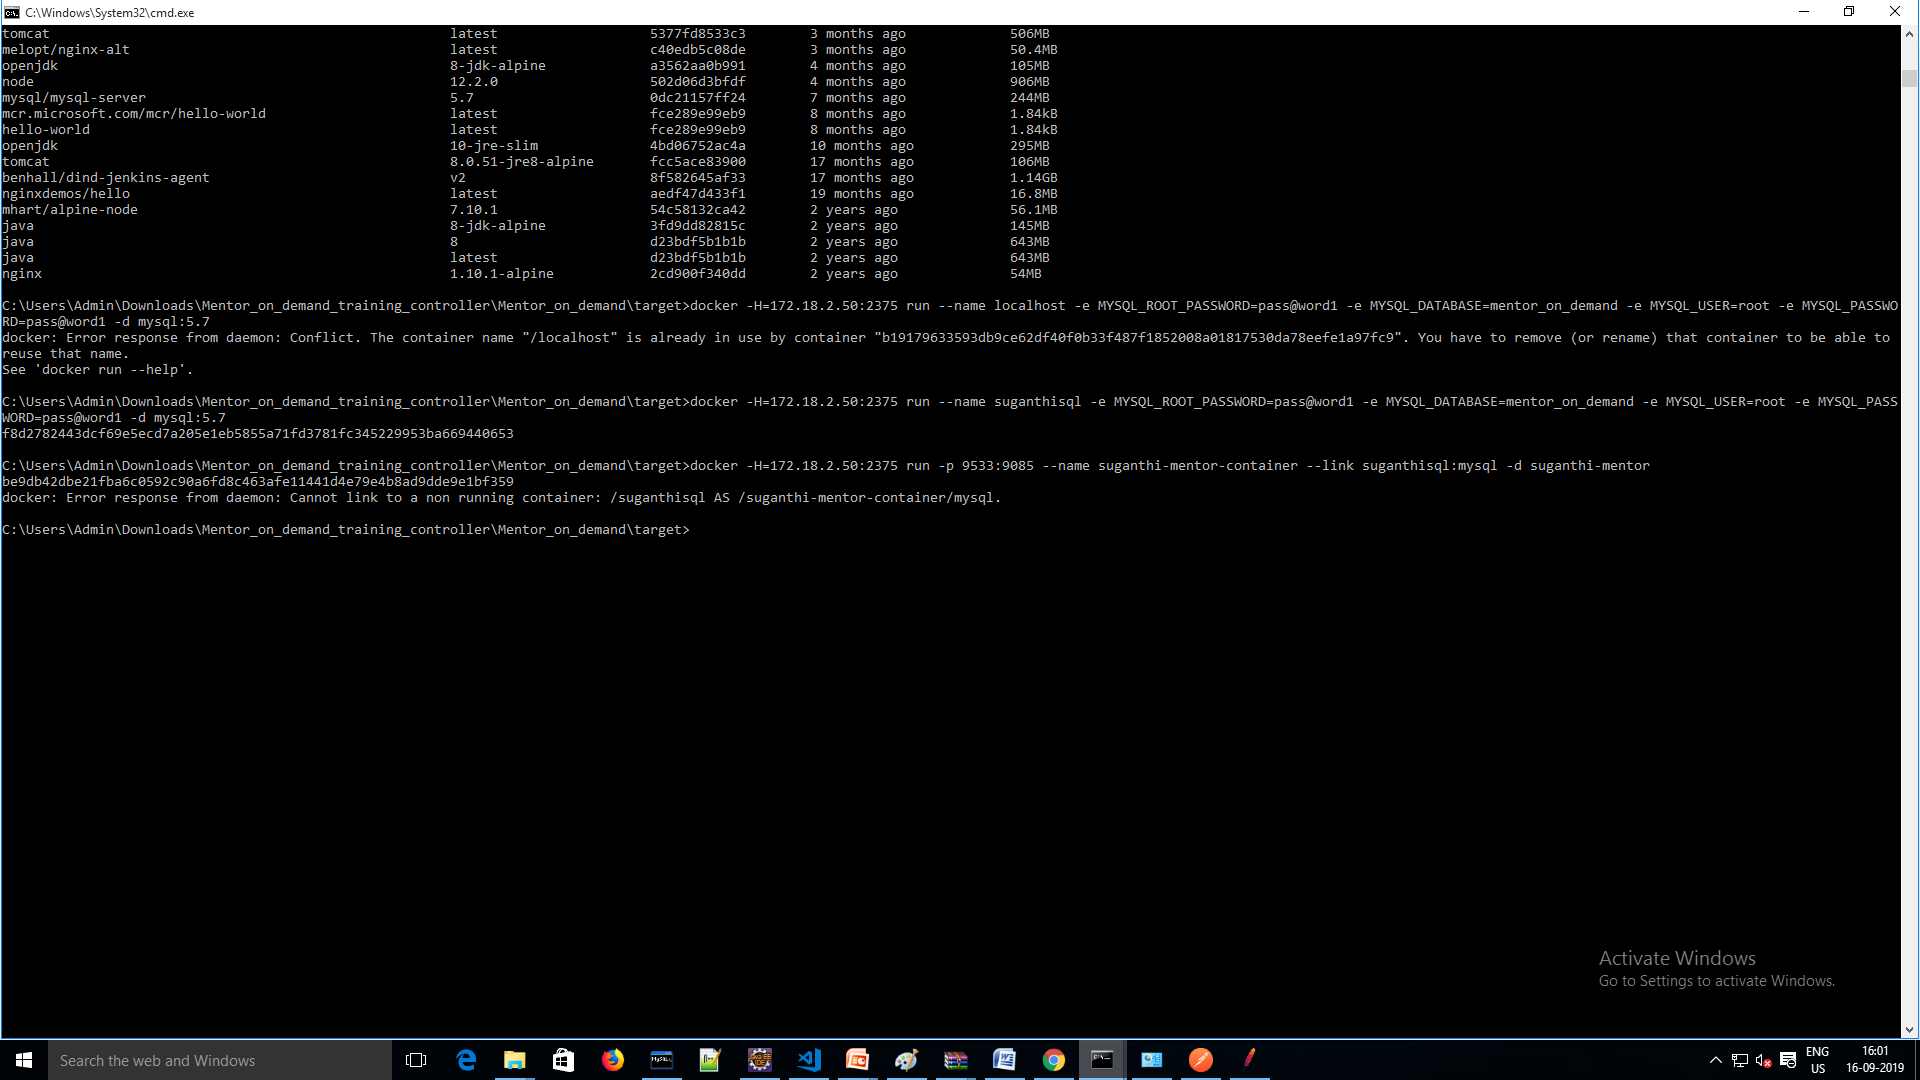 C:\Windows\System32\cmd.exe
tomcat latest 5377fd8533c3 3 months ago 506MB
melopt/nginx-alt latest c40edb5c08de 3 months ago 50.4MB
openjdk 8-jdk-alpine a3562aa0b991 4 months ago 105MB
node 12.2.0 502d06d3bfdf 4 months ago 906MB
mysql/mysql-server 5.7 0dc21157ff24 7 months ago 244MB
mcr.microsoft.com/mcr/hello-world latest fce289e99eb9 8 months ago 1.84kB
hello-world latest fce289e99eb9 8 months ago 1.84kB
openjdk 10-jre-slim 4bd06752ac4a 10 months ago 295MB
tomcat 8.0.51-jre8-alpine fcc5ace83900 17 months ago 106MB
benhall/dind-jenkins-agent v2 8f582645af33 17 months ago 1.14GB
nginxdemos/hello latest aedf47d433f1 19 months ago 16.8MB
mhart/alpine-node 7.10.1 54c58132ca42 2 years ago 56.1MB
java 8-jdk-alpine 3fd9dd82815c 2 years ago 145MB
java 8 d23bdf5b1b1b 2 years ago 643MB
java latest d23bdf5b1b1b 2 years ago 643MB
nginx 1.10.1-alpine 2cd900f340dd 2 years ago 54MB
C:\Users\Admin\Downloads\Mentor_on_demand_training_controller\Mentor_on_demand\target>docker -H=172.18.2.50:2375 run --name localhost -e MYSQL_ROOT_PASSWORD=pass@word1 -e MYSQL_DATABASE=mentor_on_demand -e MYSQL_USER=root -e MYSQL_PASSWO
RD=pass@word1 -d mysql:5.7
docker: Error response from daemon: Conflict. The container name "/localhost" is already in use by container "b19179633593db9ce62df40f0b33f487f1852008a01817530da78eefe1a97fc9". You have to remove (or rename) that container to be able to
reuse that name.
See 'docker run --help'.
C:\Users\Admin\Downloads\Mentor_on_demand_training_controller\Mentor_on_demand\target>docker -H=172.18.2.50:2375 run --name suganthisql -e MYSQL_ROOT_PASSWORD=pass@word1 -e MYSQL_DATABASE=mentor_on_demand -e MYSQL_USER=root -e MYSQL_PASS
WORD=pass@word1 -d mysql:5.7
f8d2782443dcf69e5ecd7a205e1eb5855a71fd3781fc345229953ba669440653
C:\Users\Admin\Downloads\Mentor_on_demand_training_controller\Mentor_on_demand\target>docker -H=172.18.2.50:2375 run -p 9533:9085 --name suganthi-mentor-container --link suganthisql:mysql -d suganthi-mentor
be9db42dbe21fba6c0592c90a6fd8c463afe11441d4e79e4b8ad9dde9e1bf359
docker: Error response from daemon: Cannot link to a non running container: /suganthisql AS /suganthi-mentor-container/mysql.
C:\Users\Admin\Downloads\Mentor_on_demand_training_controller\Mentor_on_demand\target>
Activate Windows
Go to Settings to activate Windows.
Search the web and Windows
ENG
US
16:01
16-09-2019